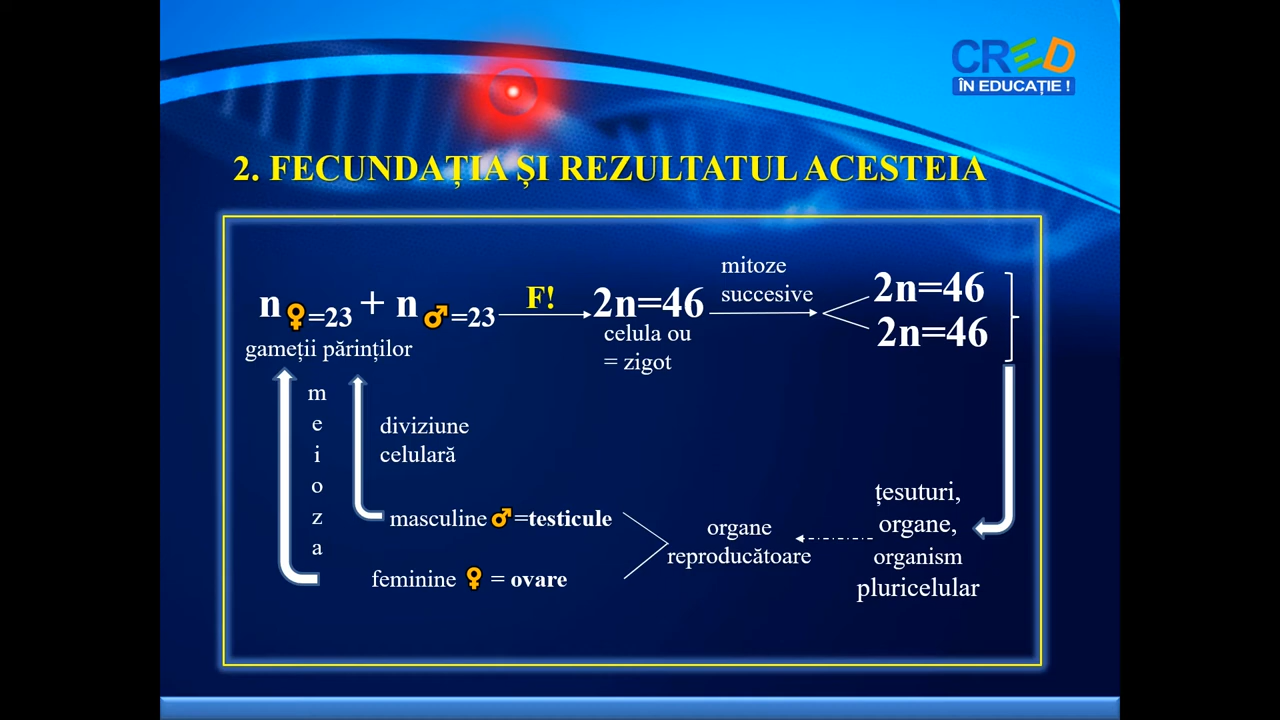 CRED
ÎN EDUCAȚIE !
2. FECUNDAȚIA ȘI REZULTATUL ACESTEIA
n♀=23 + n♂=23
F!
2n=46
mitoze
succesive
2n=46
2n=46
gameții părinților
celula ou
= zigot
m
e
i
o
z
a
diviziune
celulară
masculine ♂=testicule
feminine ♀ = ovare
organe
reproducătoare
țesuturi,
organe,
organism
pluricelular